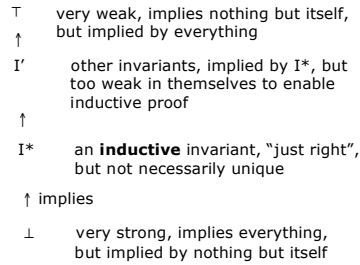 ⊤ very weak, implies nothing but itself,
↑ but implied by everything
I’ other invariants, implied by I*, but
too weak in themselves to enable
inductive proof
↑
I* an inductive invariant, “just right”,
but not necessarily unique
↑ implies
⊥ very strong, implies everything,
but implied by nothing but itself